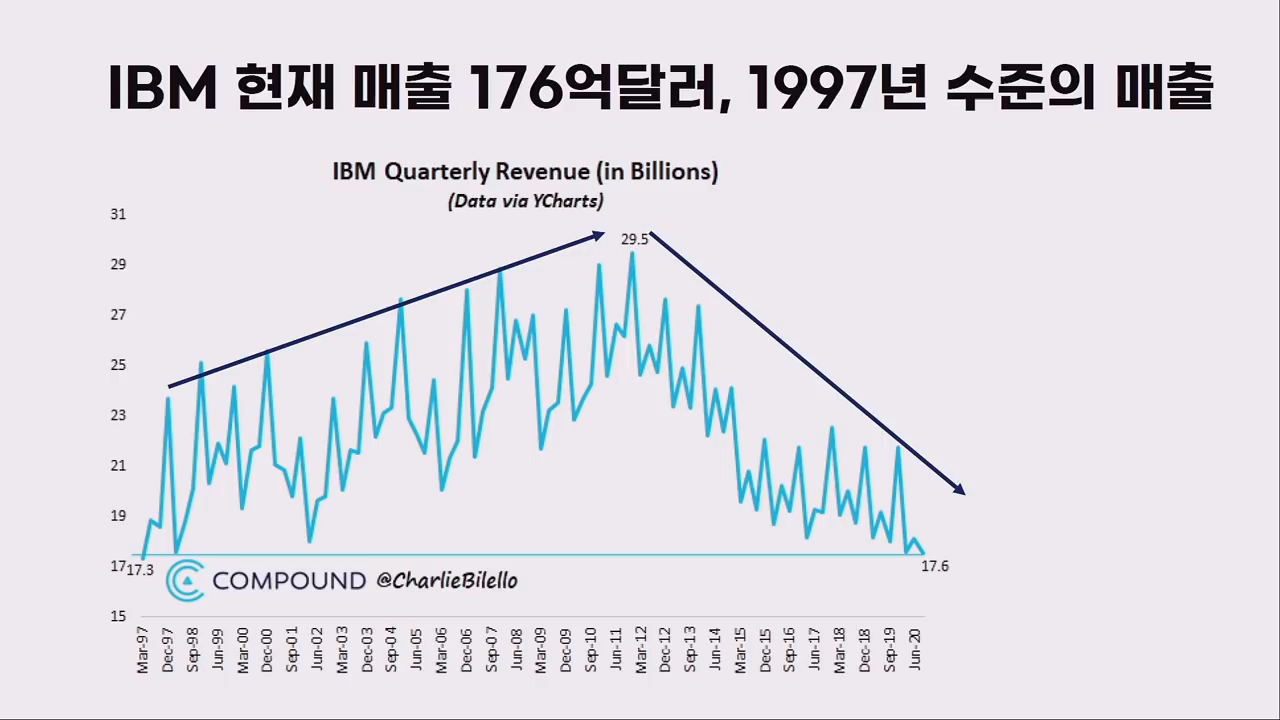 IBM 현재 매출 176억달러, 1997년 수준의 매출
IBM Quarterly Revenue (in Billions)
(Data via YCharts)
31
29
27
25
23
21
19
17
15
29.5
17.3
17.6
COMPOUND @CharlieBilello
Mar-97
Dec-97
Sep-98
Jun-99
Mar-00
Dec-00
Sep-01
Jun-02
Mar-03
Dec-03
Sep-04
Jun-05
Mar-06
Dec-06
Sep-07
Jun-08
Mar-09
Dec-09
Sep-10
Jun-11
Mar-12
Dec-12
Sep-13
Jun-14
Mar-15
Dec-15
Sep-16
Jun-17
Mar-18
Dec-18
Sep-19
Jun-20